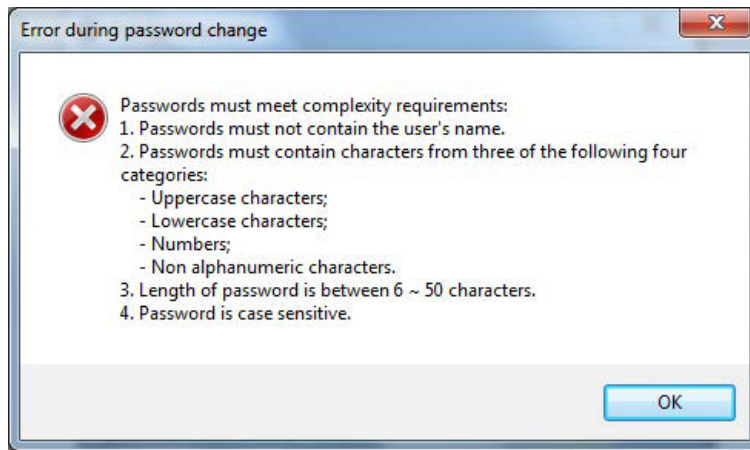 Error during password change
Passwords must meet complexity requirements:
1. Passwords must not contain the user's name.
2. Passwords must contain characters from three of the following four
categories:
- Uppercase characters;
- Lowercase characters;
- Numbers;
- Non alphanumeric characters.
3. Length of password is between 6 ~ 50 characters.
4. Password is case sensitive.
OK